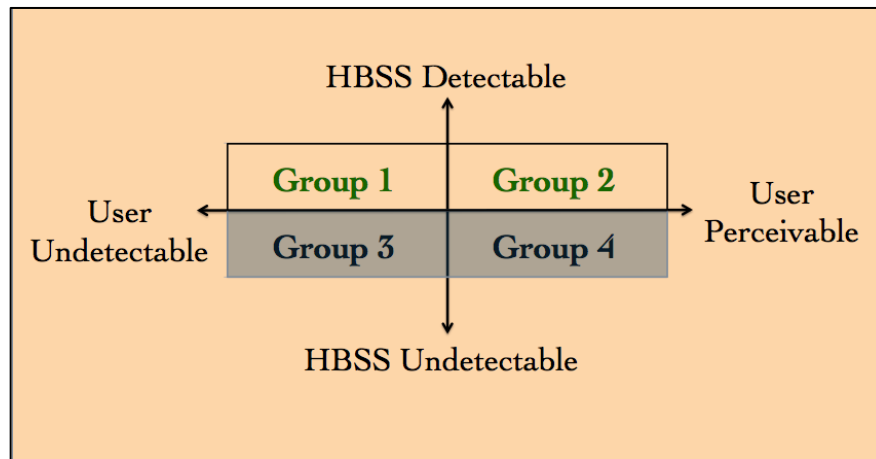 HBSS Detectable
Group 1
Group 2
User
Undetectable
User
Perceivable
Group 3
Group 4
HBSS Undetectable